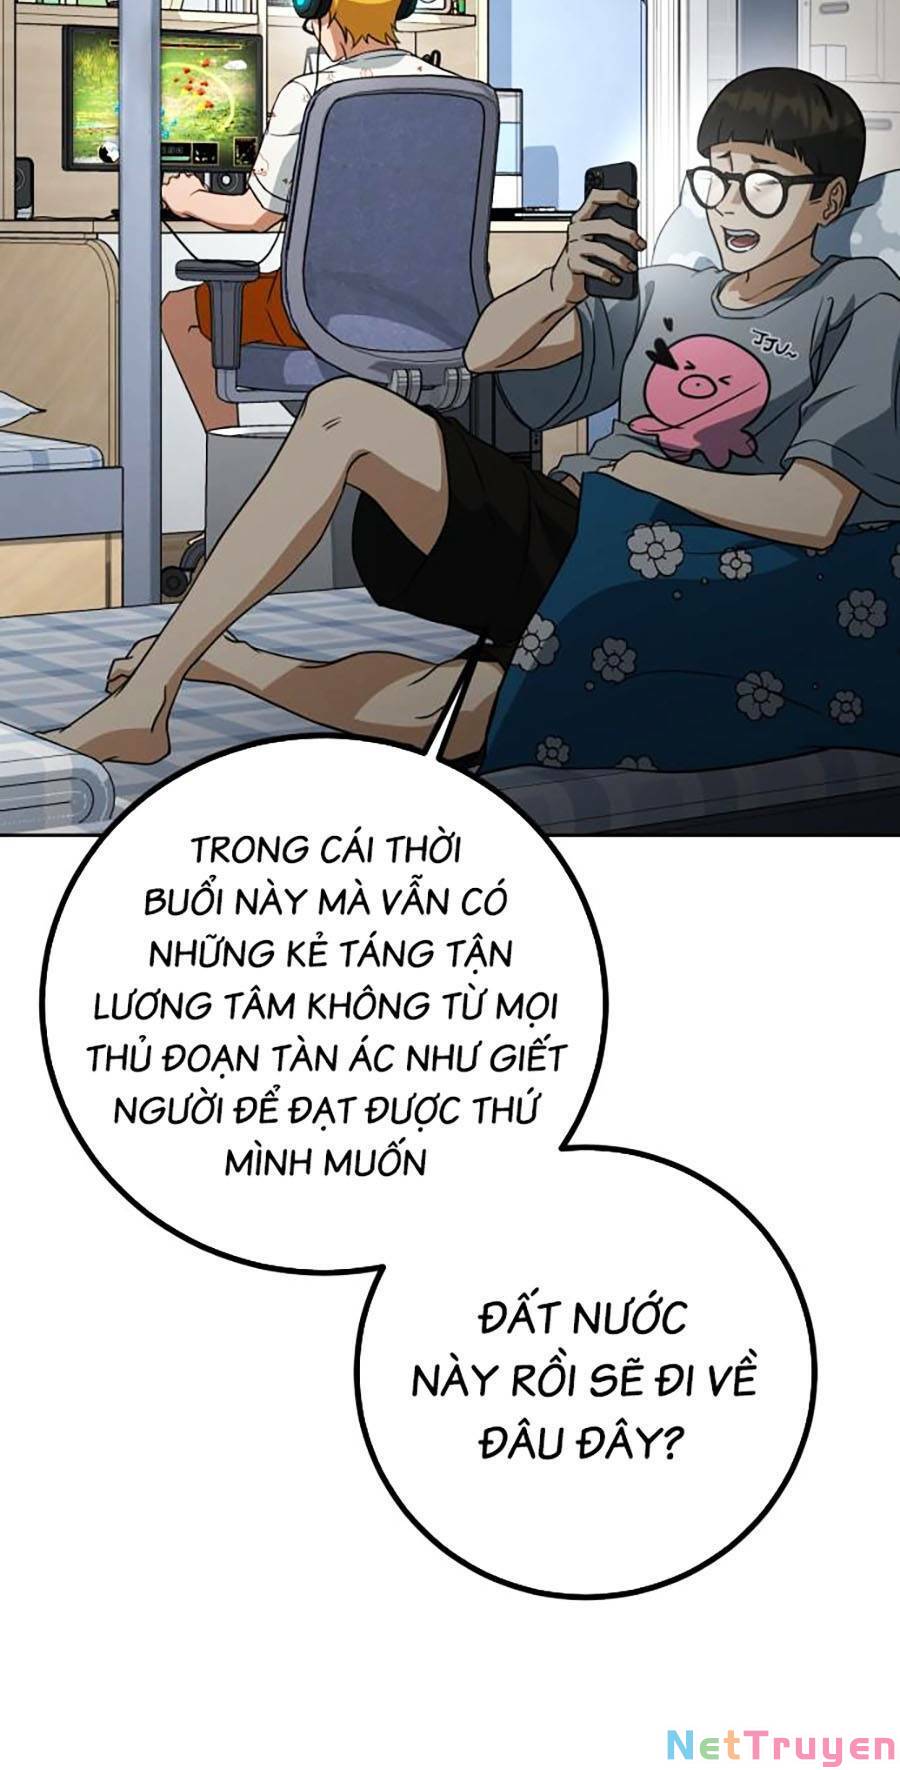 JJU~
TRONG CÁI THỜI
BUỔI NÀY MÀ VẪN CÓ
NHỮNG KẺ TÁNG TẬN
LƯƠNG TÂM KHÔNG TỪ MỌI
THỦ ĐOẠN TÀN ÁC NHƯ GIẾT
NGƯỜI ĐỂ ĐẠT ĐƯỢC THỨ
MÌNH MUỐN
ĐẤT NƯỚC
NÀY RỒI SẼ ĐI VỀ
ĐÂU ĐÂY?
NetTruyen